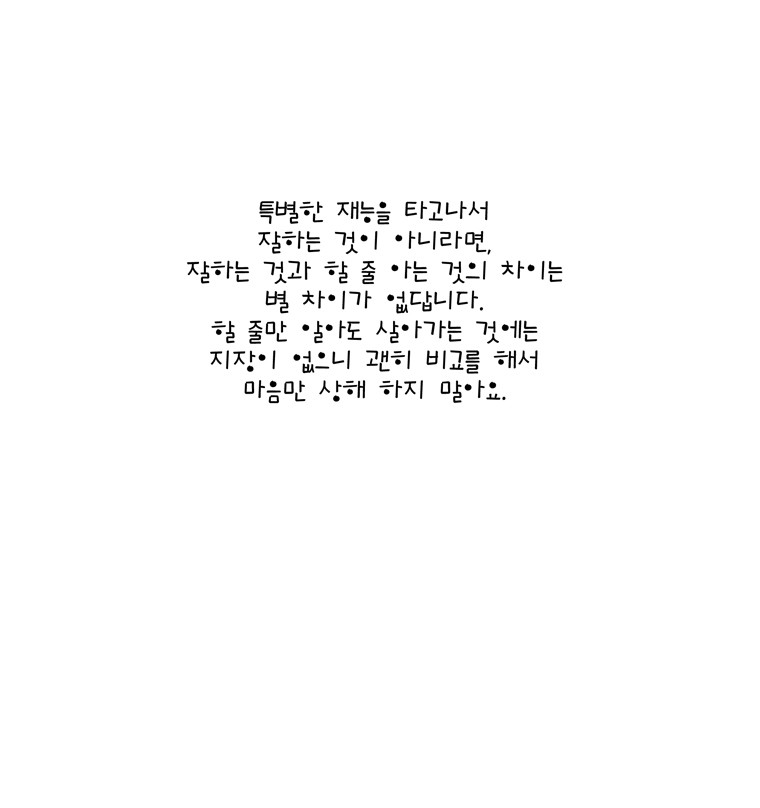 특별한 재능을 타고나서
잘하는 것이 아니라면,
잘하는 것과 할 줄 아는 것의 차이는
별 차이가 없답니다.
할 줄만 알아도 살아가는 것에는
지장이 없으니 괜히 비교를 해서
마음만 상해 하지 말아요.